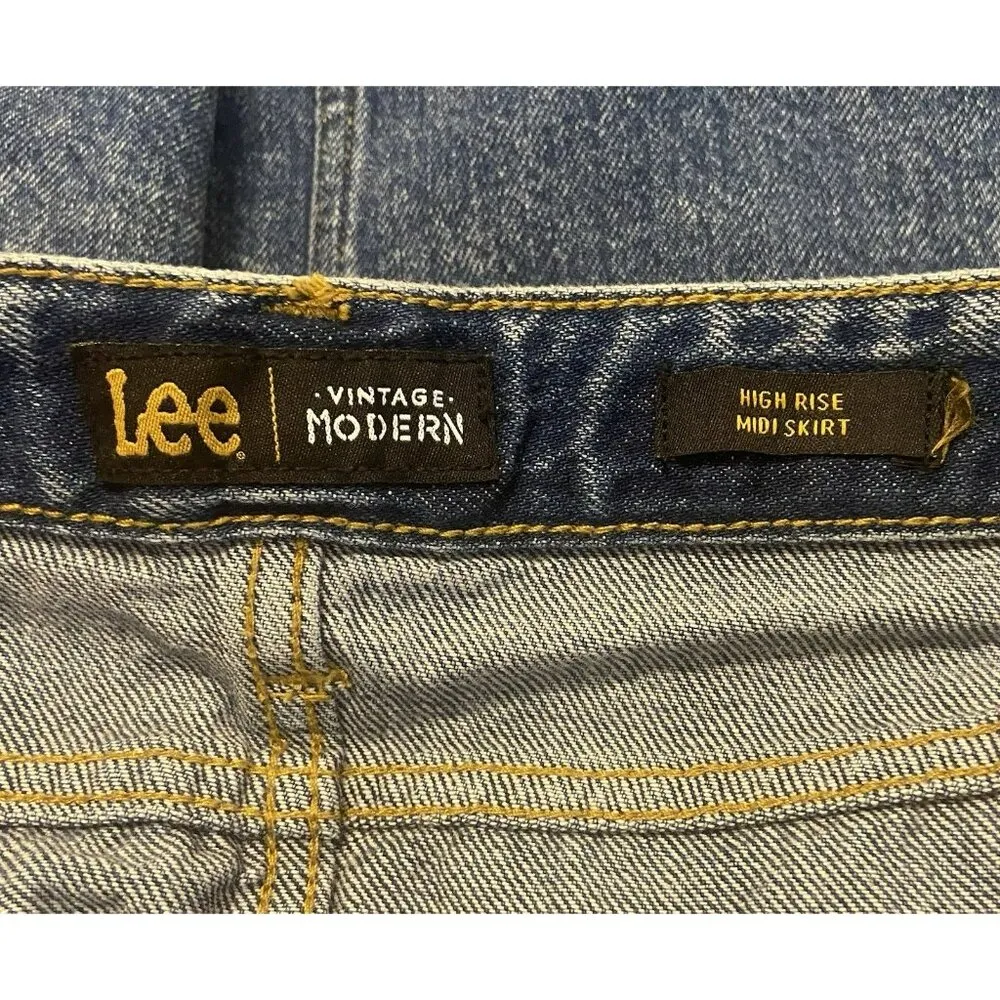 Lee
·VINTAGE·
MODERN
HIGH RISE
MIDI SKIRT